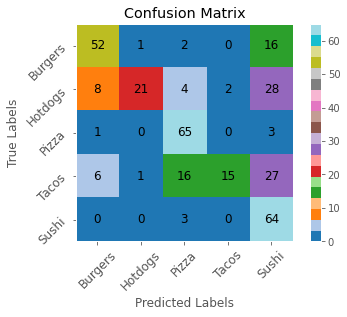 Confusion Matrix
True Labels
Burgers 52 1 2 0 16
Hotdogs 8 21 4 2 28
Pizza 1 0 65 0 3
Tacos 6 1 16 15 27
Sushi 0 0 3 0 64
Burgers Hotdogs Pizza Tacos Sushi
Predicted Labels
60
50
40
30
20
10
0